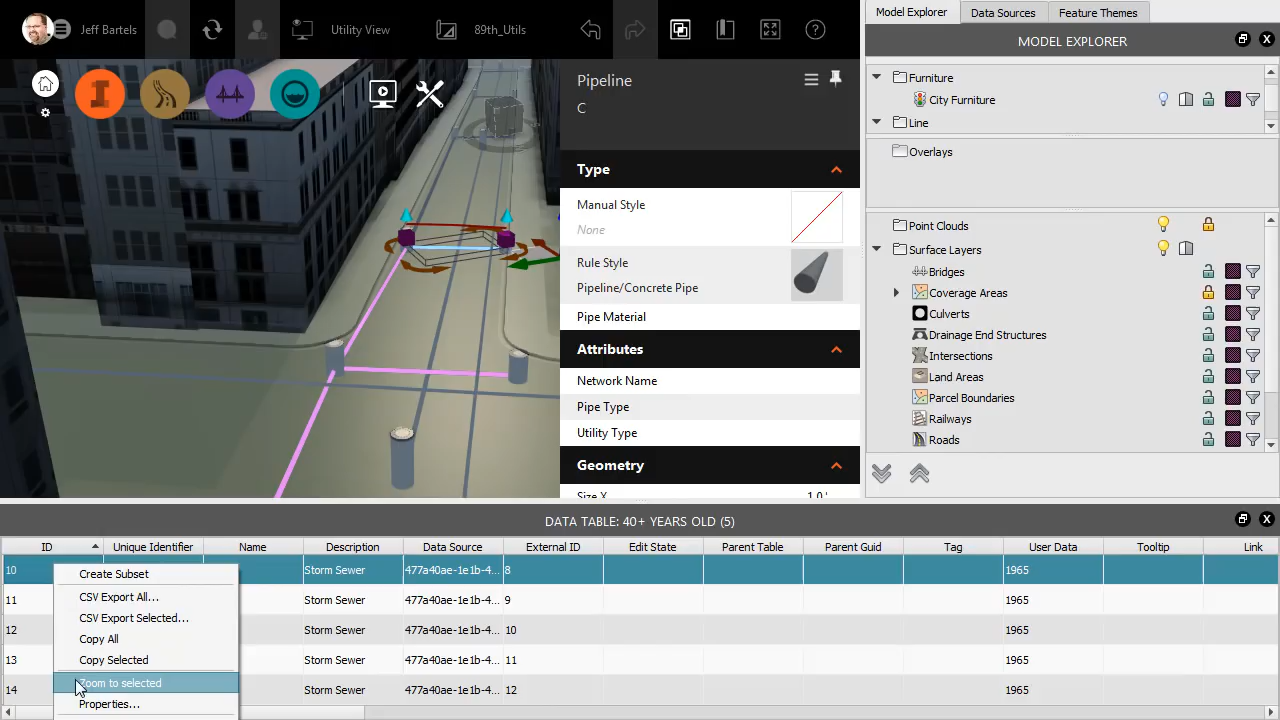 Jeff Bartels
Utility View
89th_Utils
Model Explorer
Data Sources
Feature Themes
MODEL EXPLORER
Furniture
City Furniture
Line
Overlays
Point Clouds
Surface Layers
Bridges
Coverage Areas
Culverts
Drainage End Structures
Intersections
Land Areas
Parcel Boundaries
Railways
Roads
Pipeline
C
Type
Manual Style
None
Rule Style
Pipeline/Concrete Pipe
Pipe Material
Attributes
Network Name
Pipe Type
Utility Type
Geometry
Size X 1.0'
DATA TABLE: 40+ YEARS OLD (5)
ID Unique Identifier Name Description Data Source External ID Edit State Parent Table Parent Guid Tag User Data Tooltip Link
10 Storm Sewer 477a40ae-1e1b-4... 8 1965
11 Storm Sewer 477a40ae-1e1b-4... 9 1965
12 Storm Sewer 477a40ae-1e1b-4... 10 1965
13 Storm Sewer 477a40ae-1e1b-4... 11 1965
14 Storm Sewer 477a40ae-1e1b-4... 12 1965
Create Subset
CSV Export All...
CSV Export Selected...
Copy All
Copy Selected
Zoom to selected
Properties...